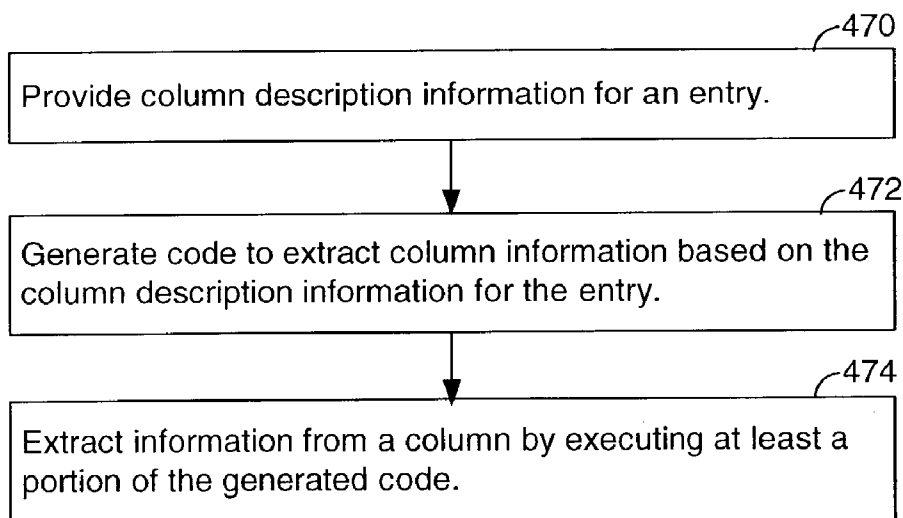 470
Provide column description information for an entry.
472
Generate code to extract column information based on the
column description information for the entry.
474
Extract information from a column by executing at least a
portion of the generated code.